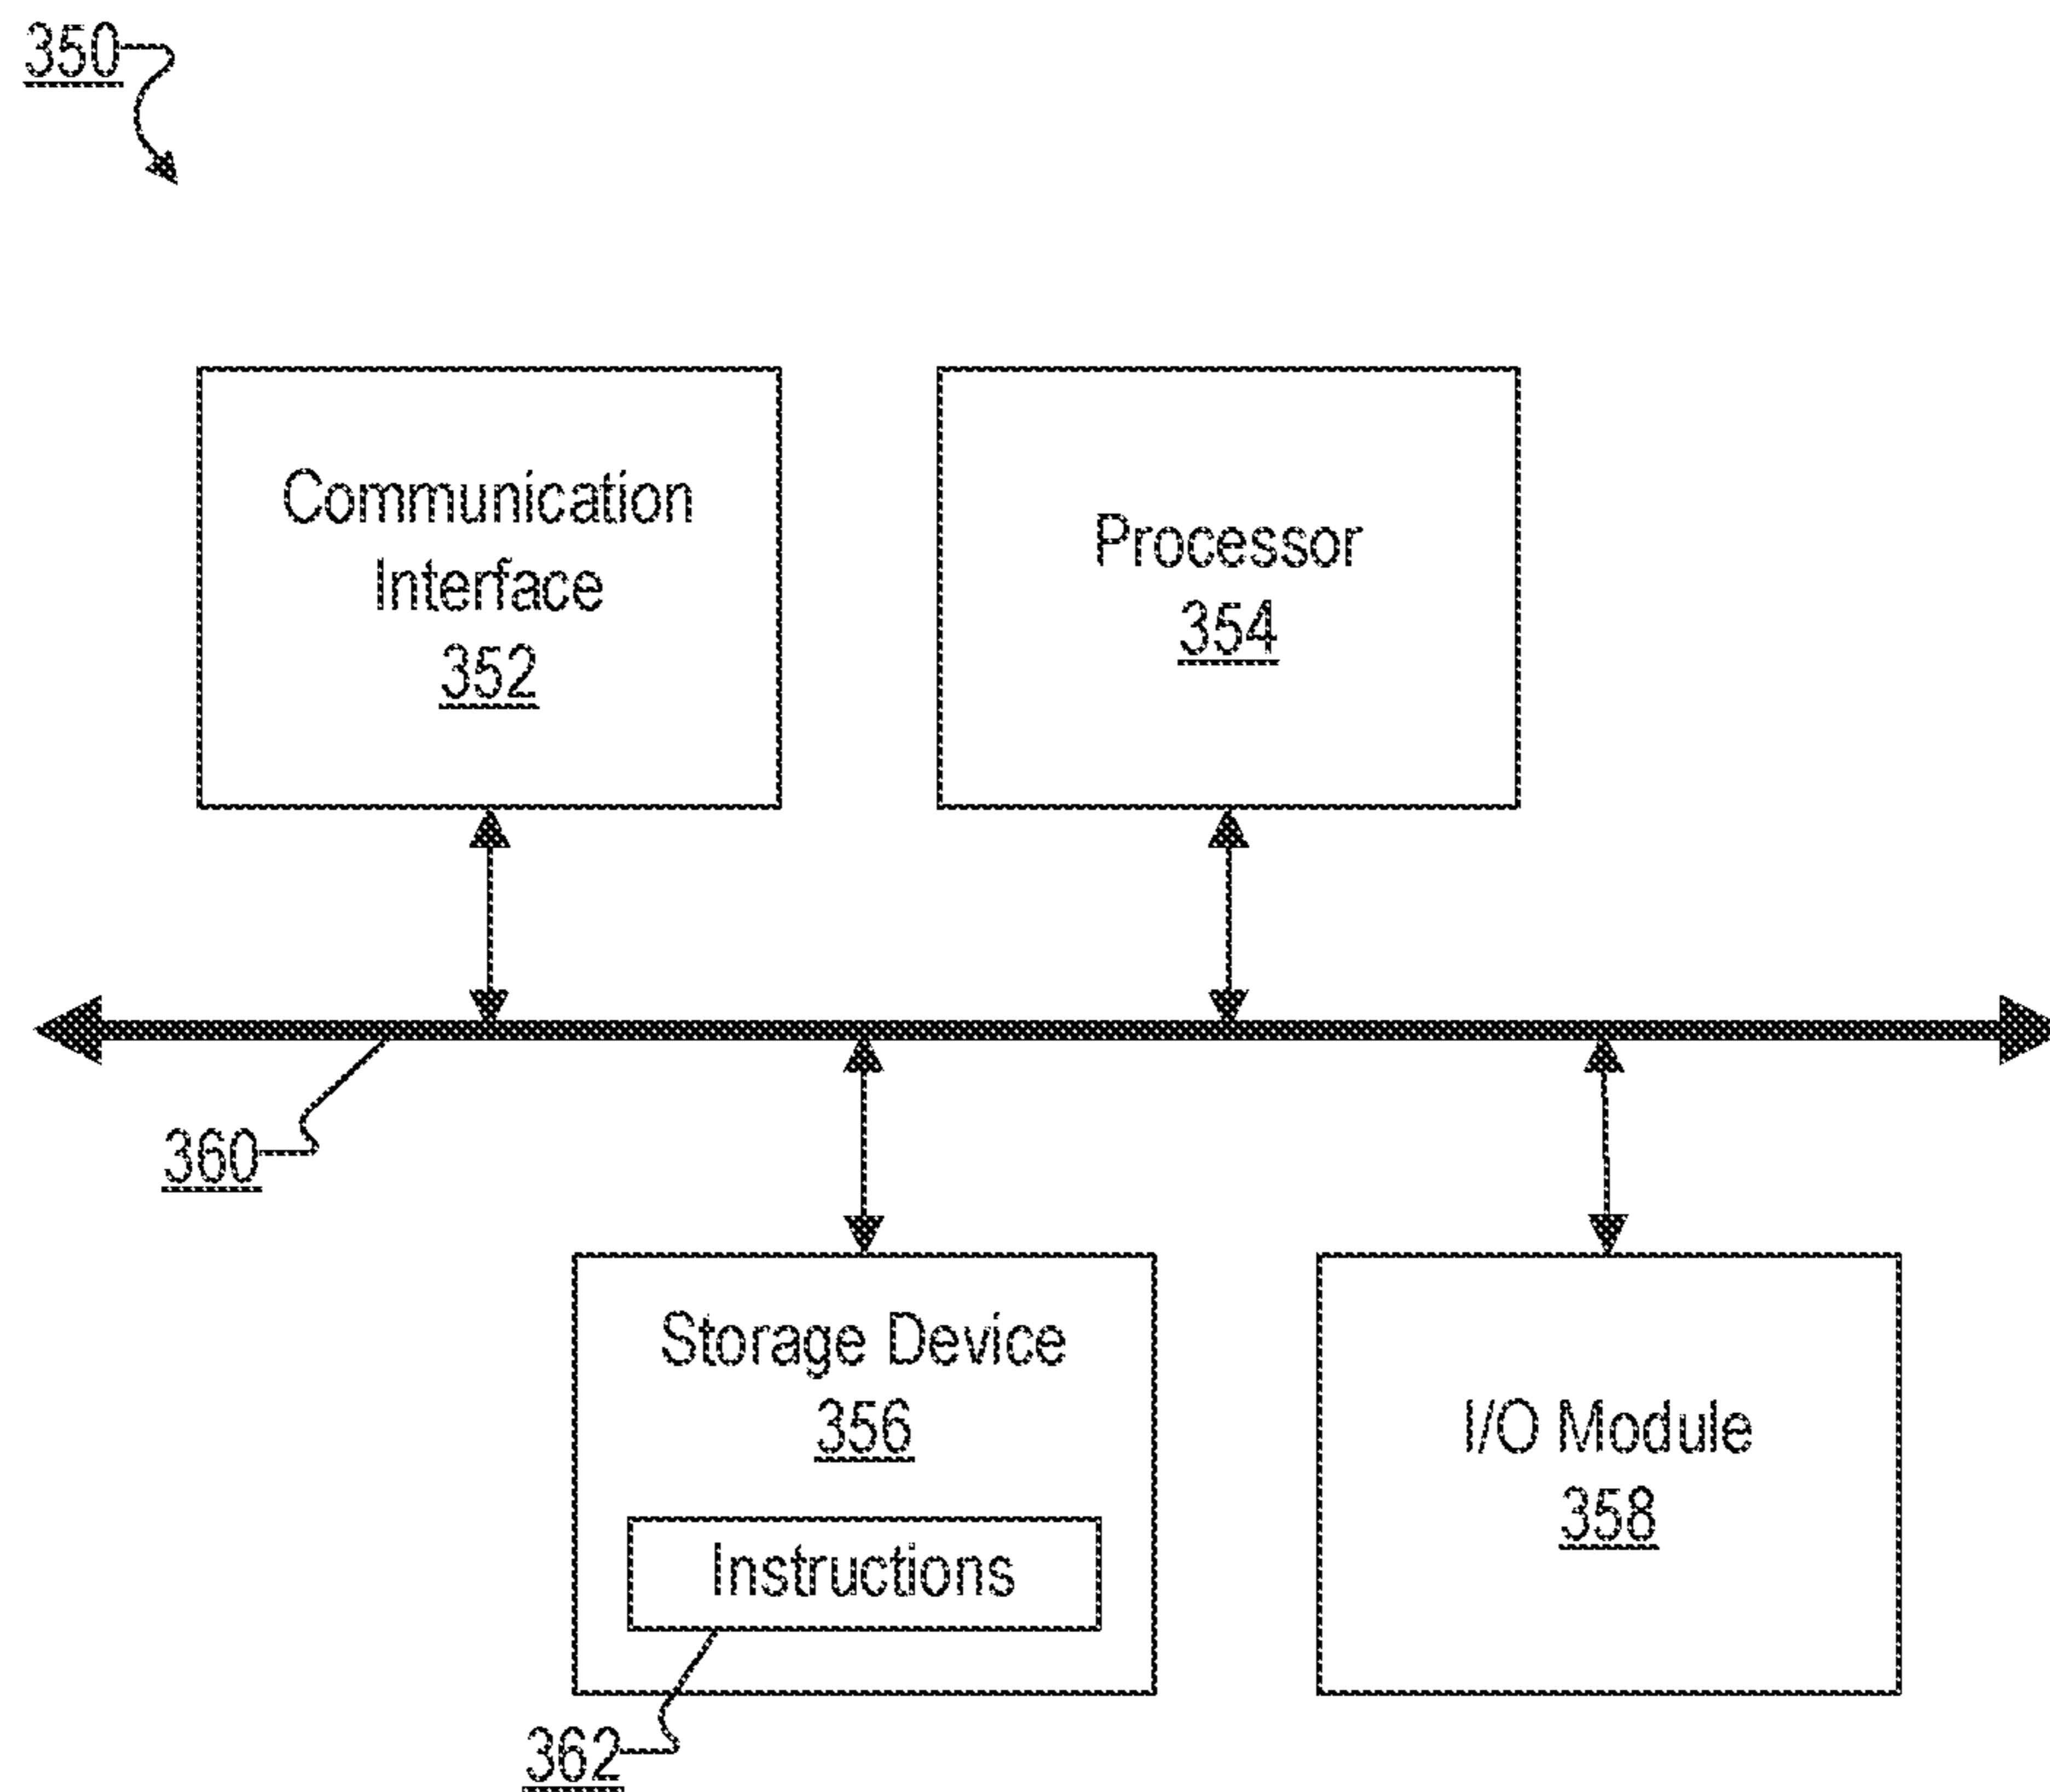 350
Communication
Interface
352
Processor
354
360
Storage Device
356
Instructions
362
I/O Module
358